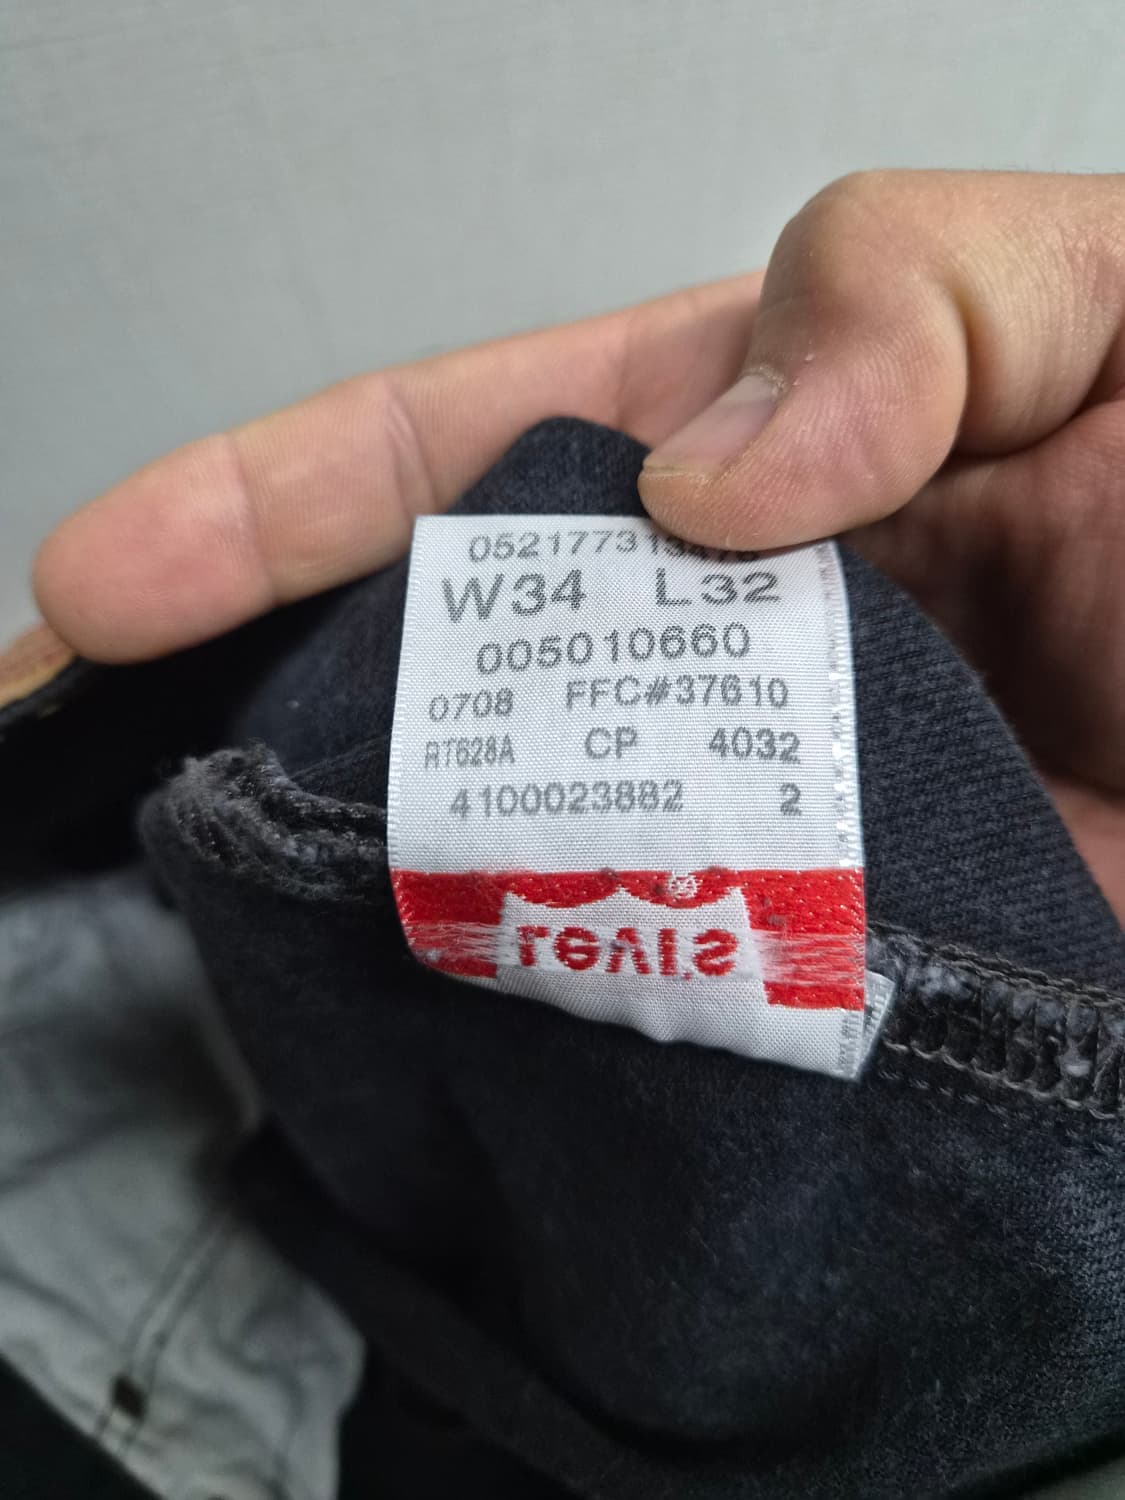 W34 L32
005010660
0708 FFC#37610
RT628A CP 4032
4100023882 2
Levi's